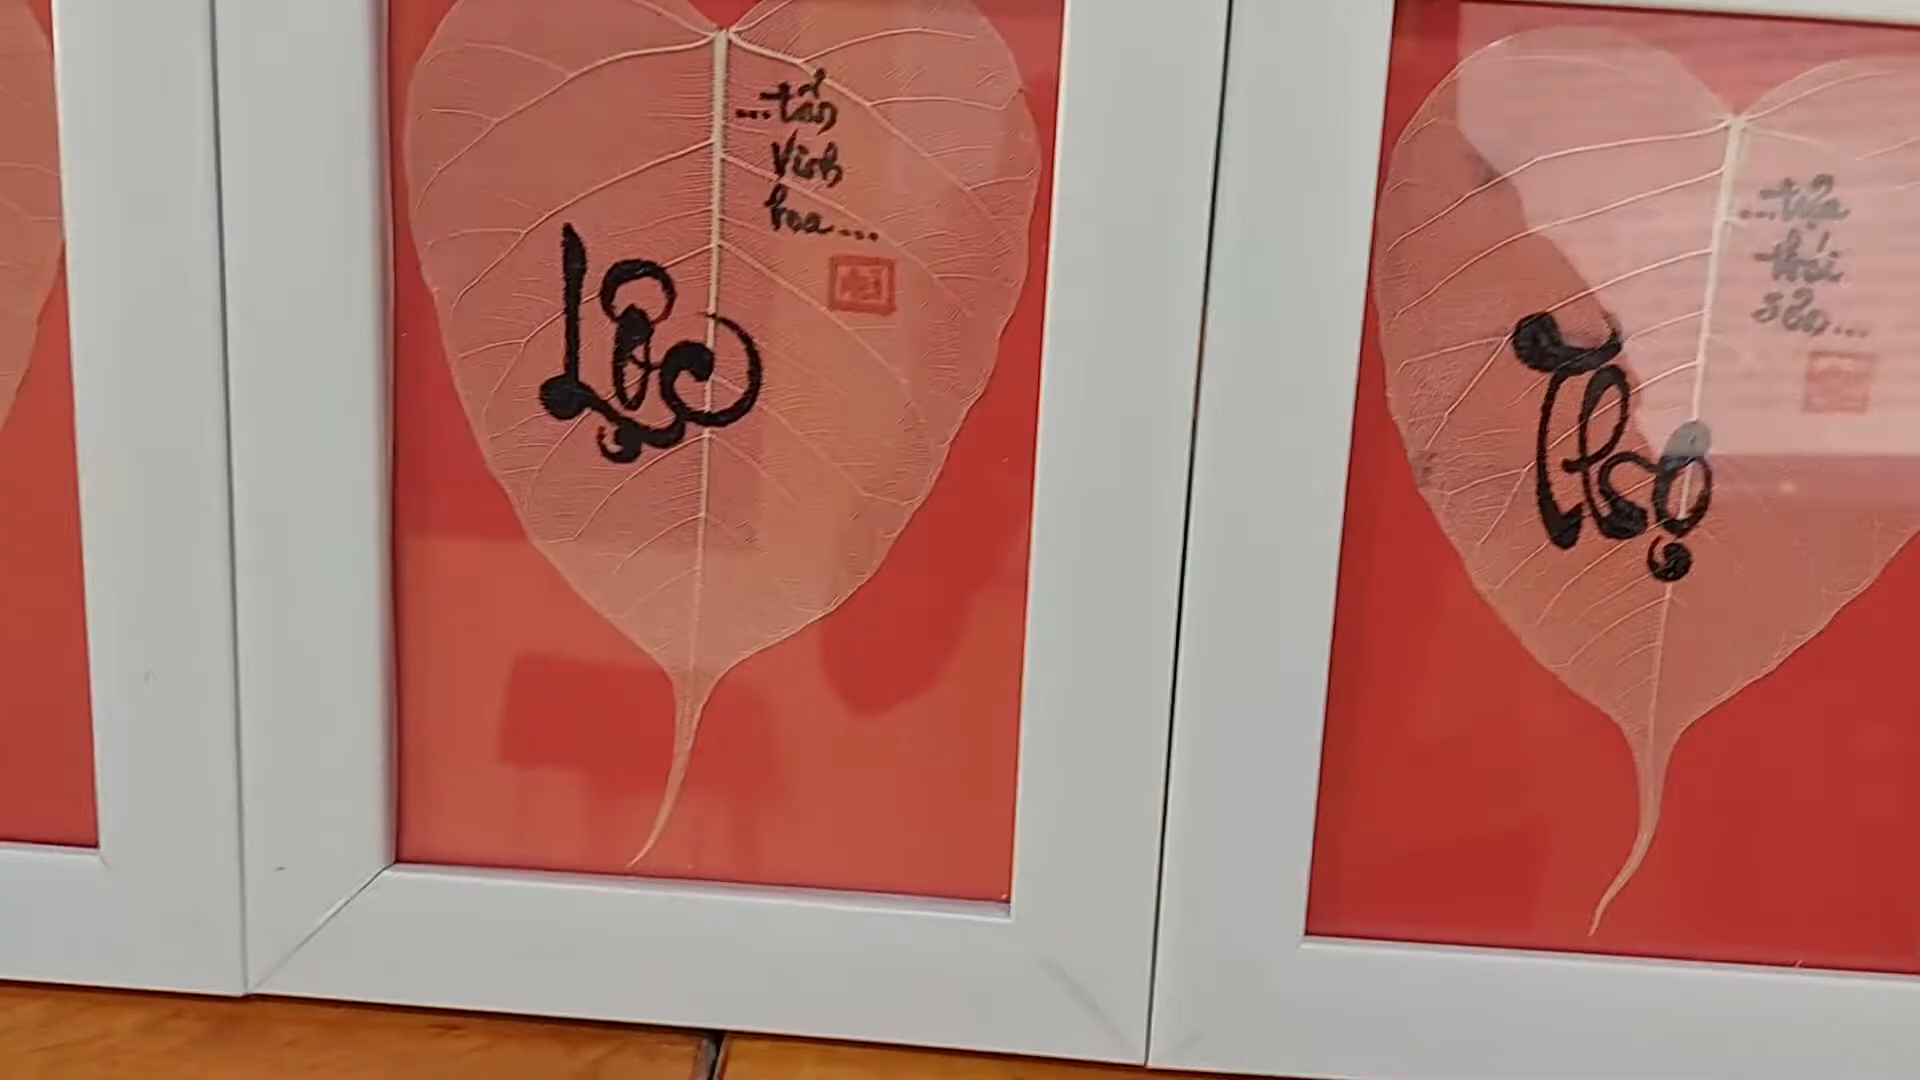 ...tấn
Vinh
hoa...
Lộc
...tựa
thái
sơn...
Thọ